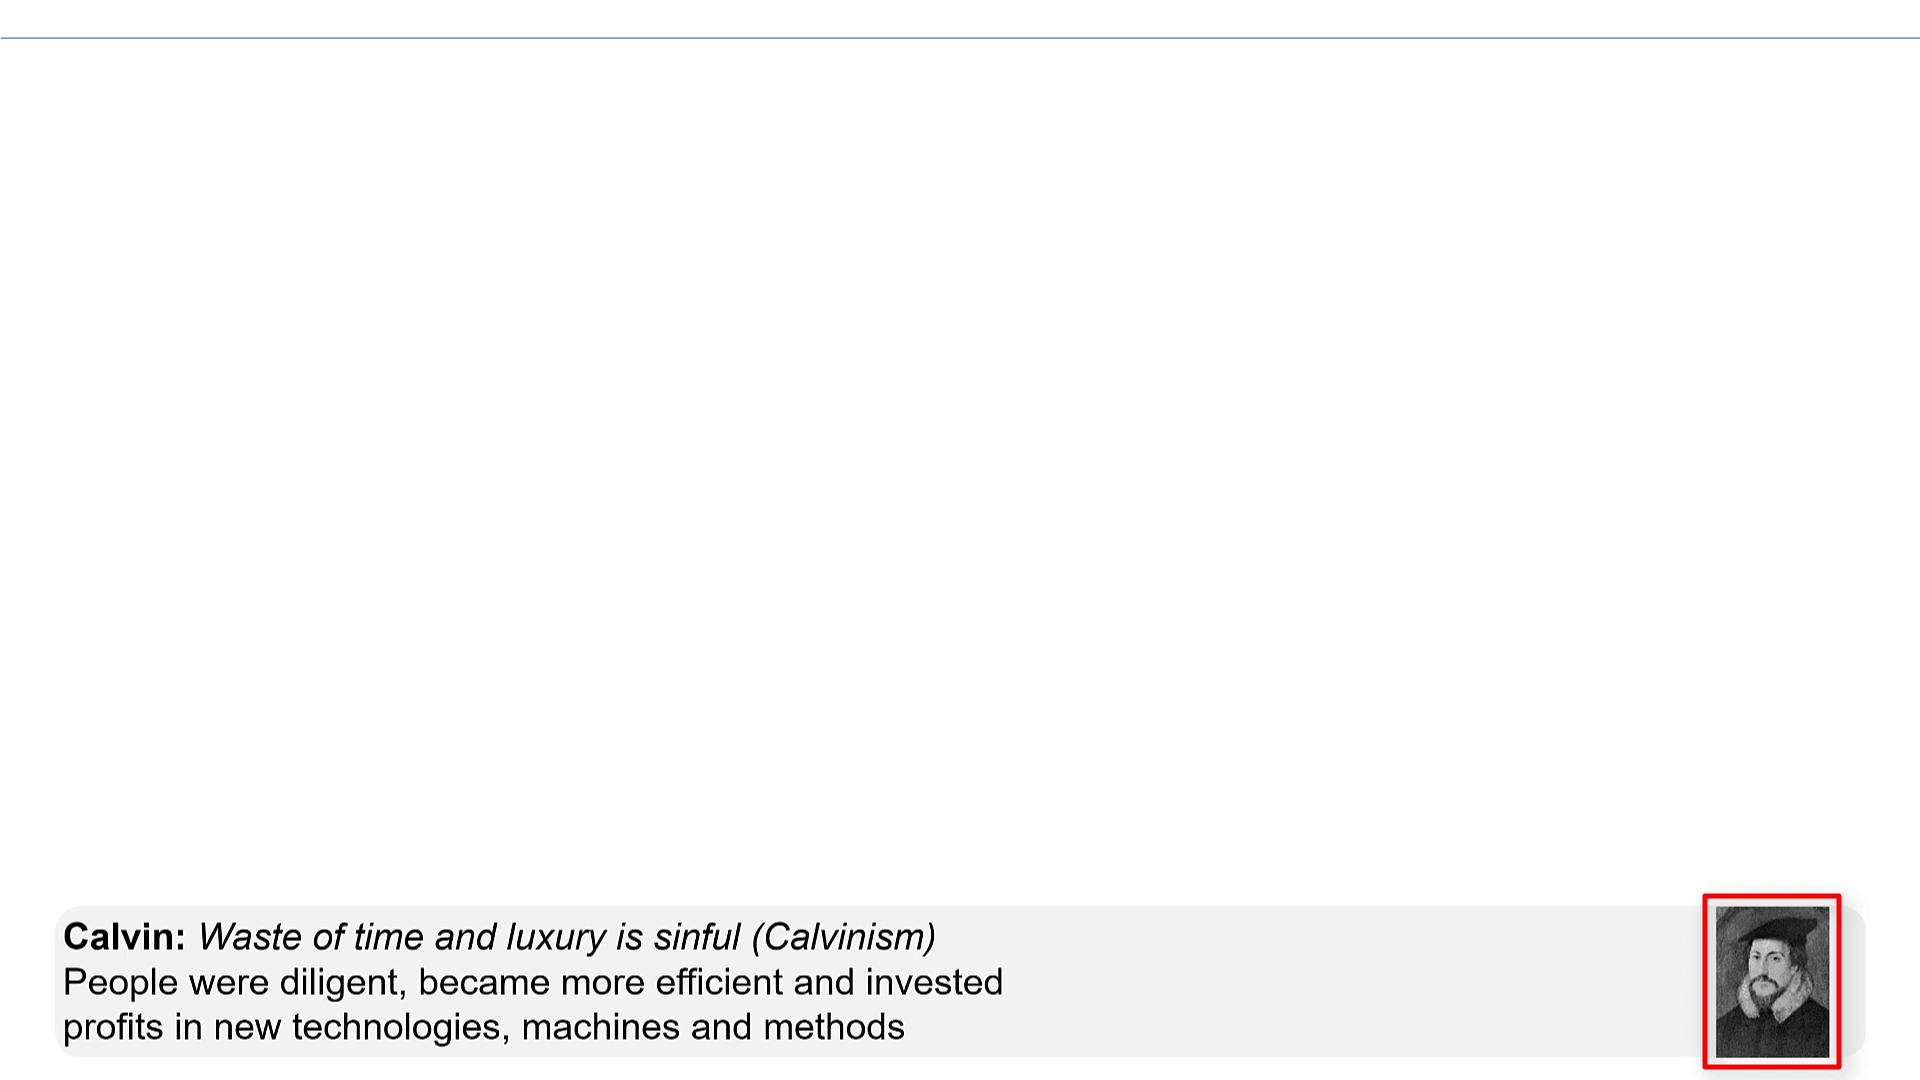 Calvin: Waste of time and luxury is sinful (Calvinism)
People were diligent, became more efficient and invested
profits in new technologies, machines and methods